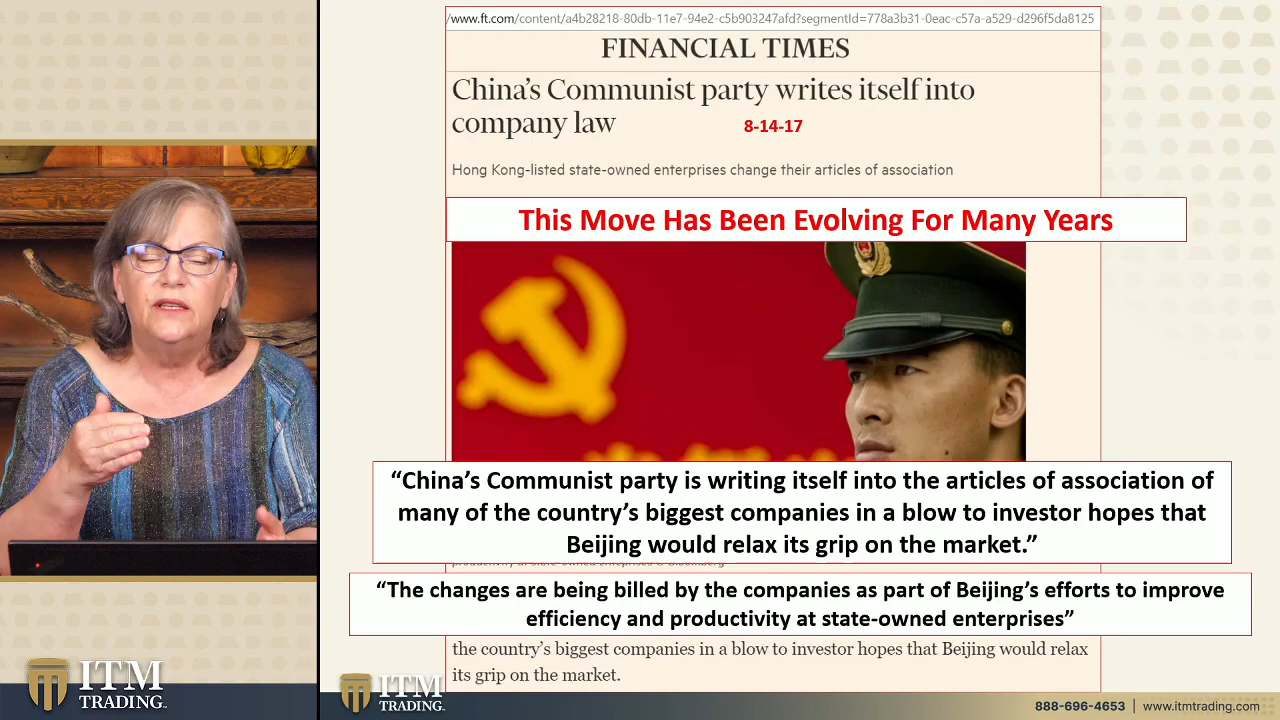 /www.ft.com/content/a4b28218-80db-11e7-94e2-c5b903247afd?segmentId=778a3b31-0eac-c57a-a529-d296f5da8125
FINANCIAL TIMES
China's Communist party writes itself into
company law
8-14-17
Hong Kong-listed state-owned enterprises change their articles of association
This Move Has Been Evolving For Many Years
“China's Communist party is writing itself into the articles of association of
many of the country's biggest companies in a blow to investor hopes that
Beijing would relax its grip on the market.”
“The changes are being billed by the companies as part of Beijing's efforts to improve
efficiency and productivity at state-owned enterprises”
the country's biggest companies in a blow to investor hopes that Beijing would relax
its grip on the market.
ITM
TRADING
ITM
TRADING
888-696-4653 | www.itmtrading.com